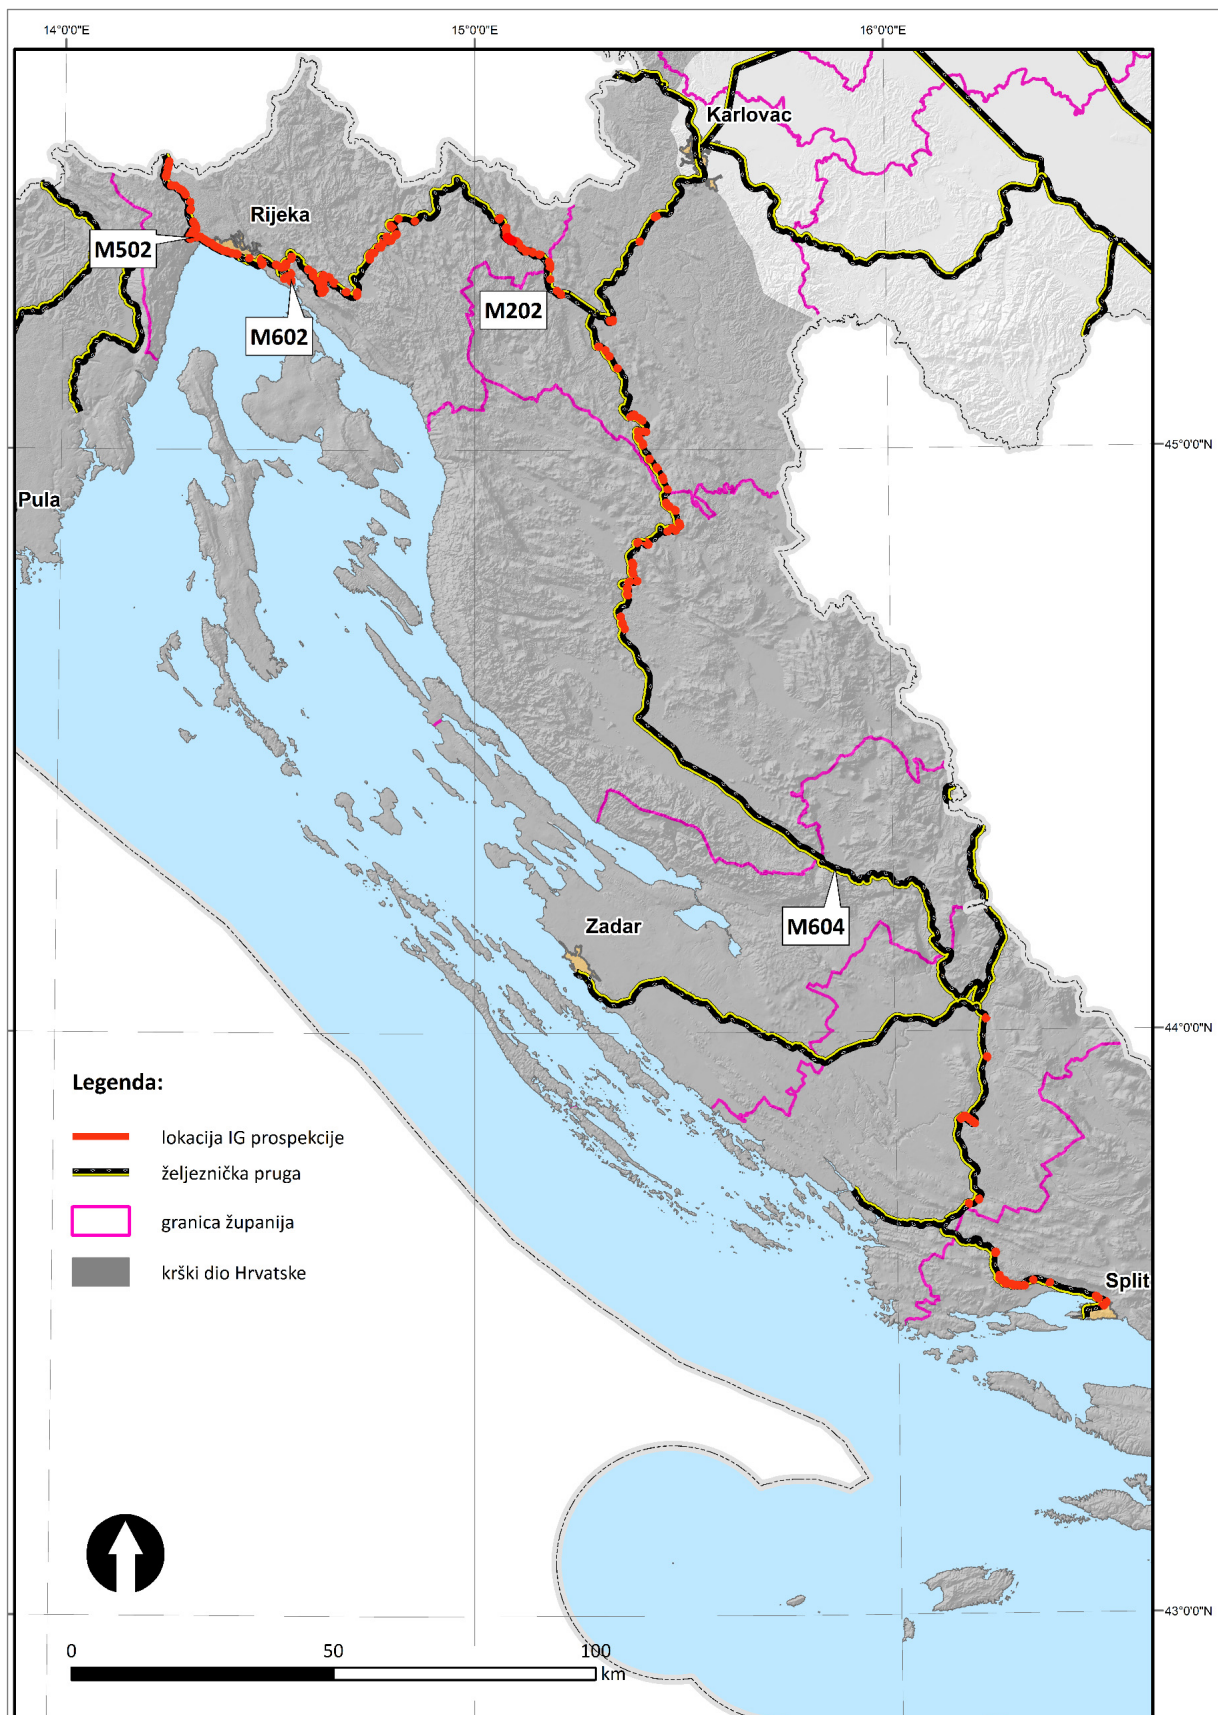 14°0'0"E
15°0'0"E
16°0'0"E
Karlovac
Rijeka
M502
M202
M602
45°0'0"N
Pula
Zadar
M604
44°0'0"N
Legenda:
lokacija IG prospekcije
željeznička pruga
granica županija
krški dio Hrvatske
Split
43°0'0"N
0
50
100
km